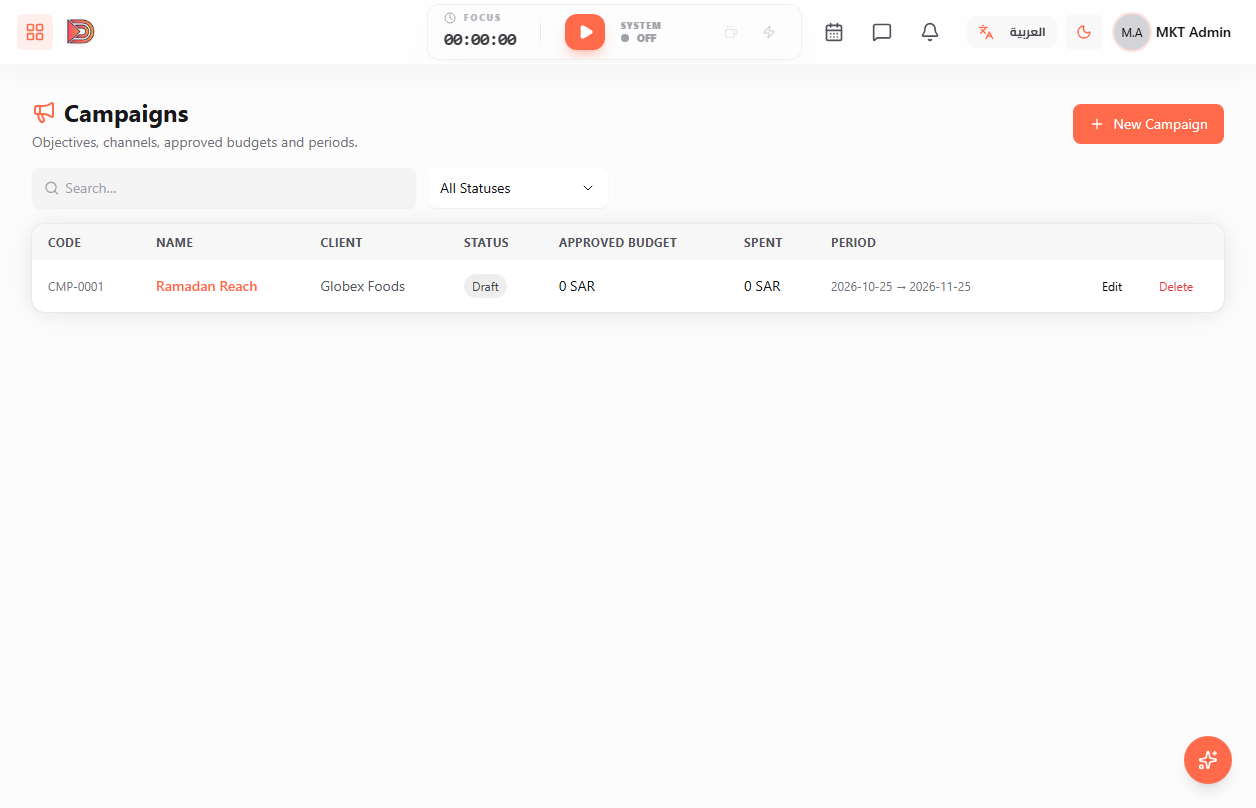 FOCUS
00:00:00
SYSTEM
OFF
العربية
M.A
MKT Admin
Campaigns
Objectives, channels, approved budgets and periods.
New Campaign
Search...
All Statuses
CODE NAME CLIENT STATUS APPROVED BUDGET SPENT PERIOD
CMP-0001 Ramadan Reach Globex Foods Draft 0 SAR 0 SAR 2026-10-25 → 2026-11-25 Edit Delete